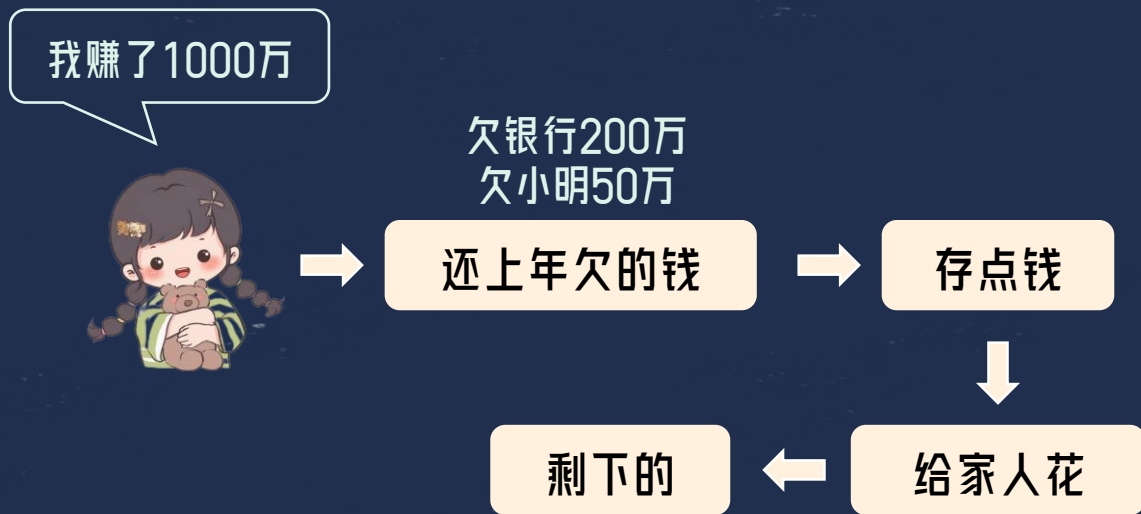 我赚了1000万
欠银行200万
欠小明50万
还上年欠的钱
存点钱
给家人花
剩下的